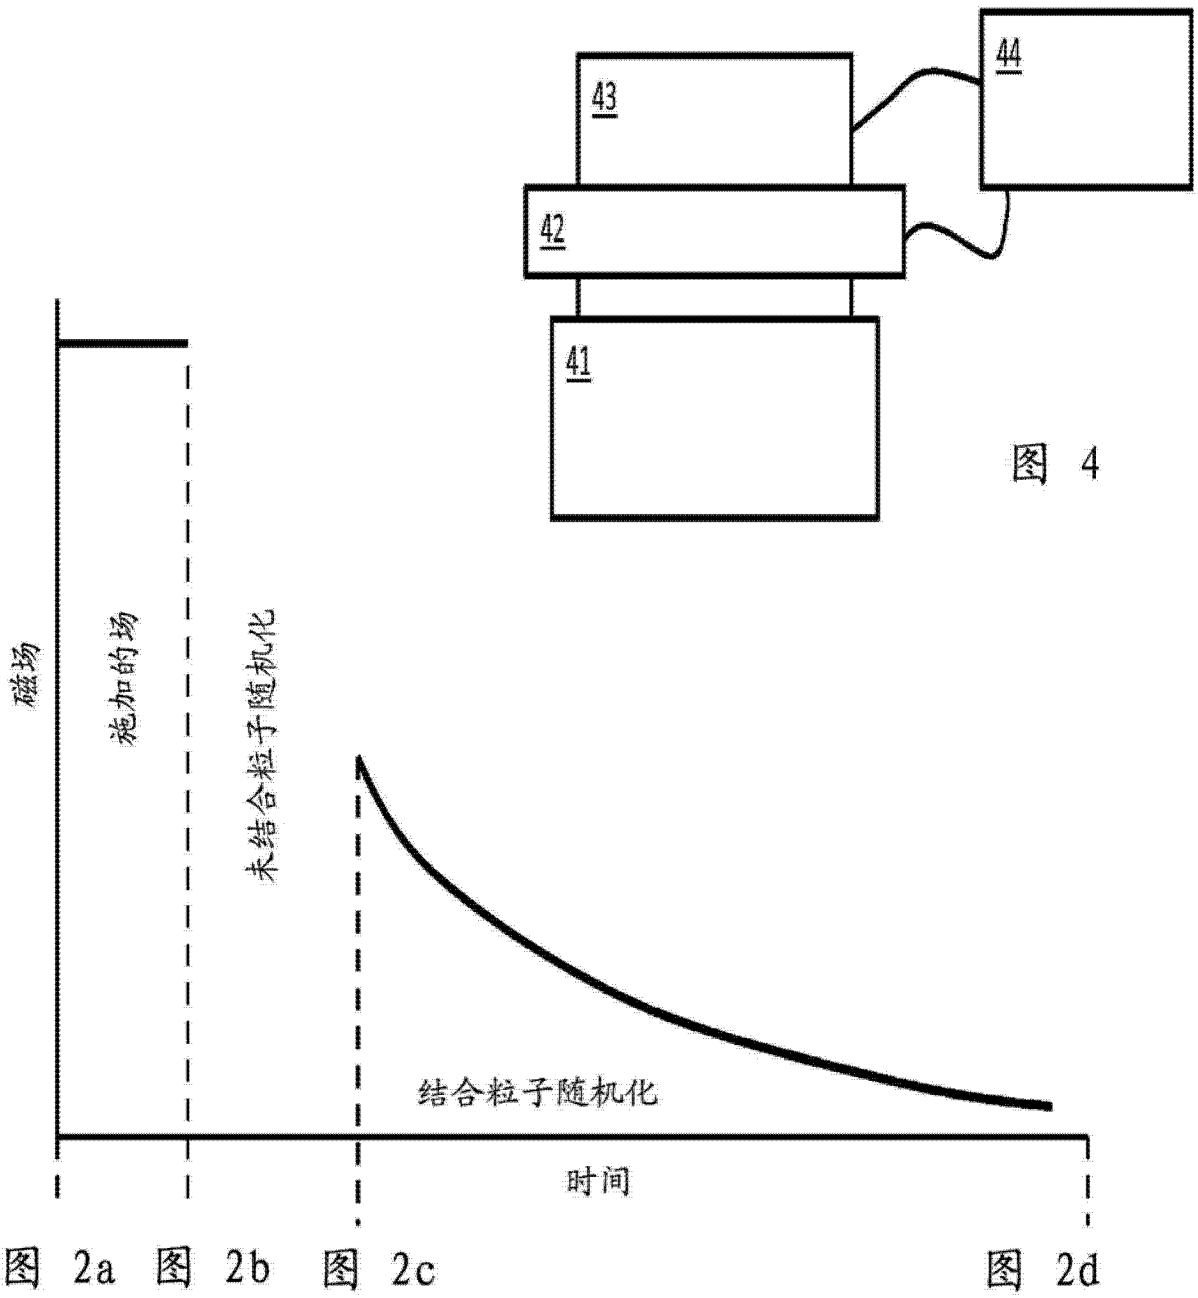 44
43
42
41
图 4
磁场
施加的场
未结合粒子随机化
结合粒子随机化
时间
图 2a 图 2b 图 2c 图 2d